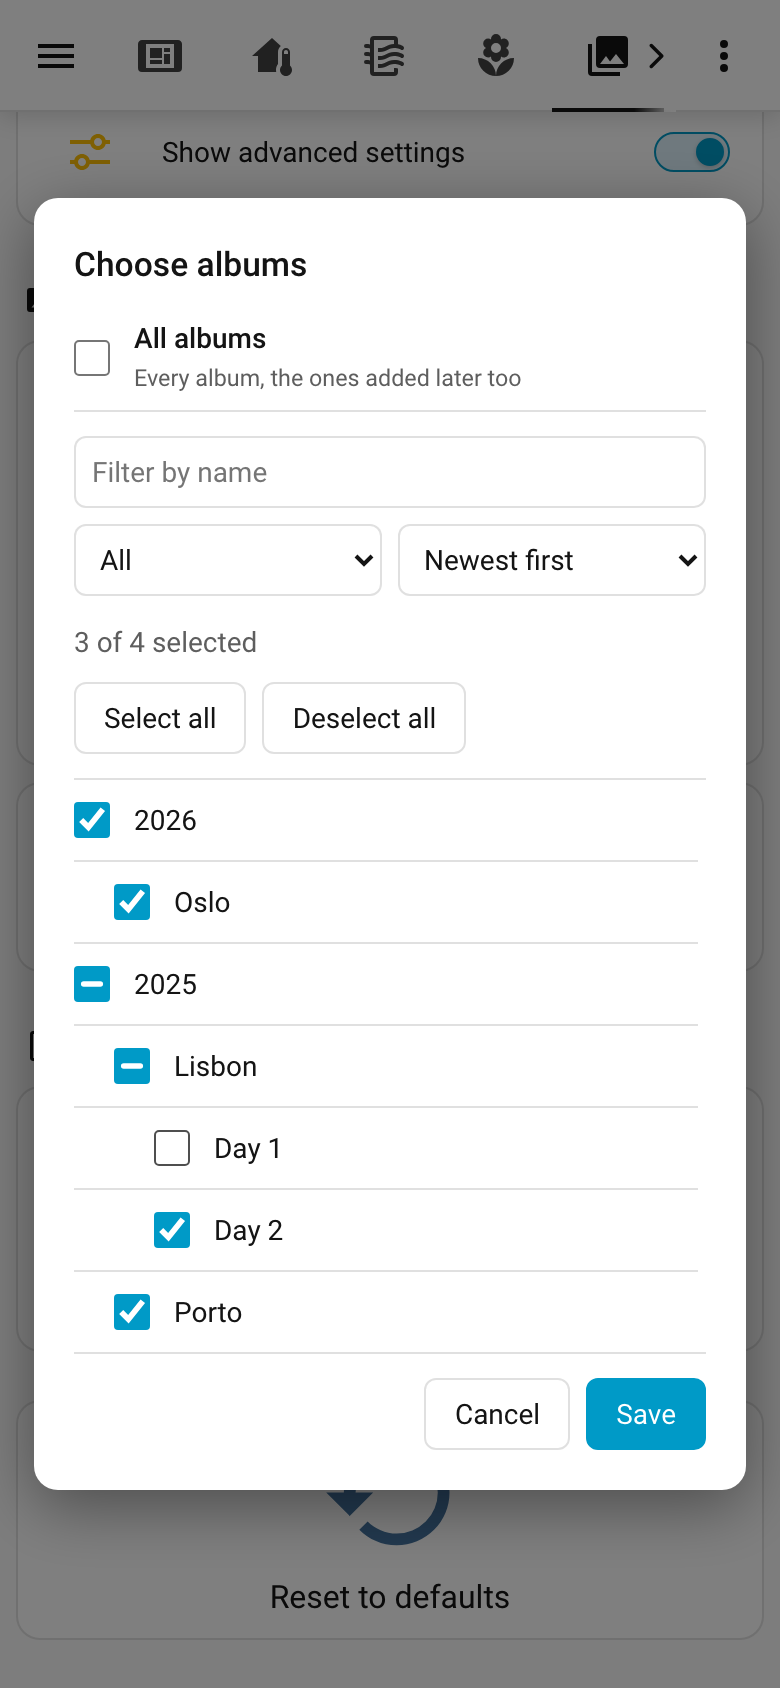 Show advanced settings
Choose albums
All albums
Every album, the ones added later too
Filter by name
All
Newest first
3 of 4 selected
Select all
Deselect all
2026
Oslo
2025
Lisbon
Day 1
Day 2
Porto
Cancel
Save
Reset to defaults